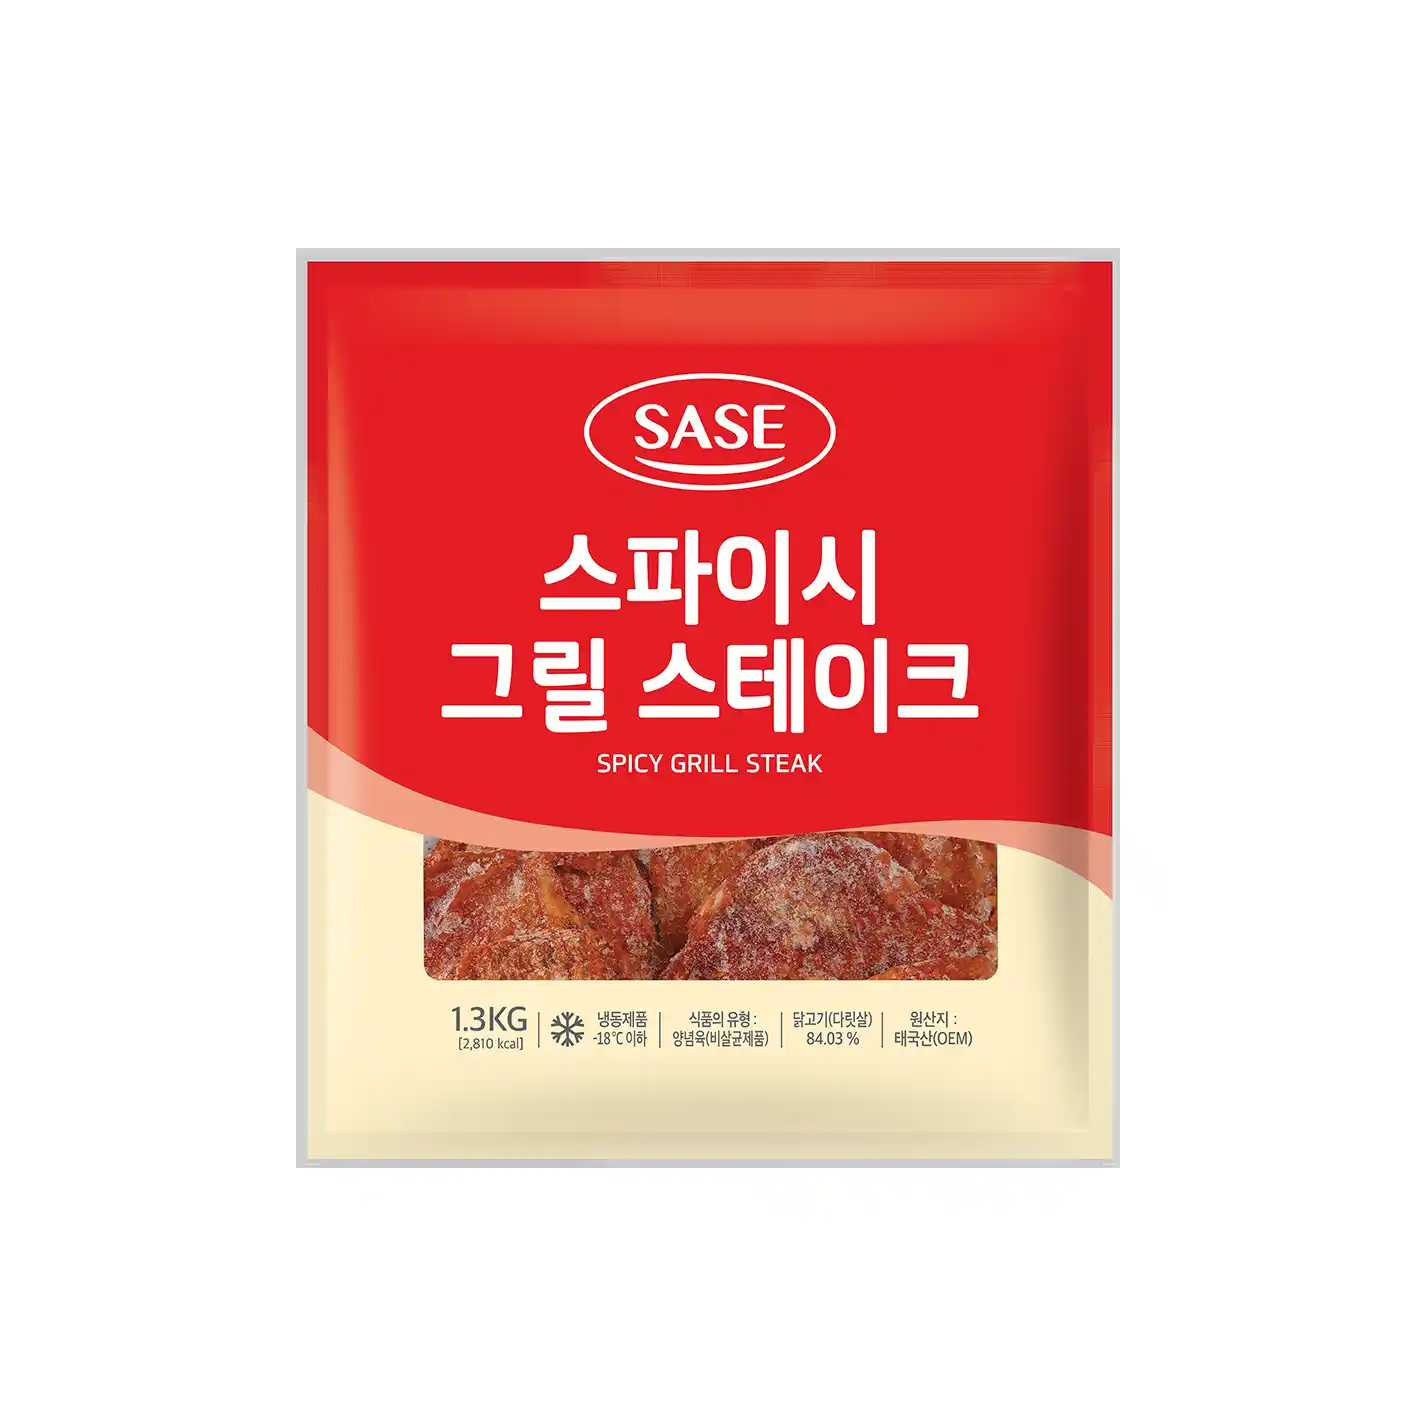 SASE
스파이시
그릴 스테이크
SPICY GRILL STEAK
1.3KG
[2,810 kcal]
냉동제품
-18℃ 이하
식품의 유형 :
양념육(비살균제품)
닭고기(다릿살)
84.03 %
원산지 :
태국산(OEM)